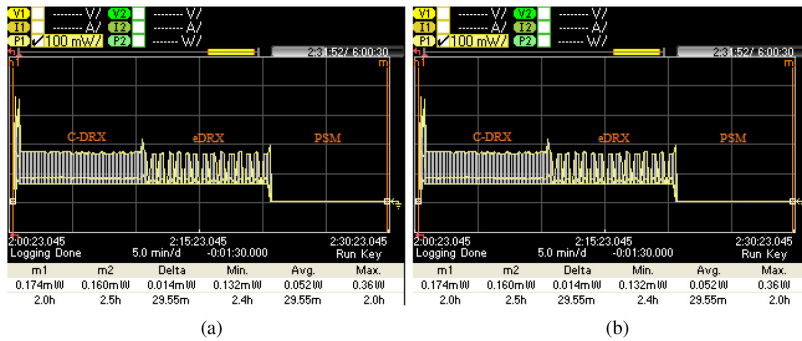 V1 -----V/ V2 -----V/
I1 -----A/ I2 -----A/
P1 ✓ 100 mW/ P2 -----W/
2:31:52/ 6:00:30
m
C-DRX eDRX PSM
2:00:23.045 2:15:23.045 2:30:23.045
Logging Done 5.0 min/d -0:01:30.000 Run Key
m1 m2 Delta Min. Avg. Max.
0.174mW 0.160mW 0.014mW 0.132mW 0.052W 0.36W
2.0h 2.5h 29.55m 2.4h 29.55m 2.0h
(a)
V1 -----V/ V2 -----V/
I1 -----A/ I2 -----A/
P1 ✓ 100 mW/ P2 -----W/
2:31:52/ 6:00:30
m
C-DRX eDRX PSM
2:00:23.045 2:15:23.045 2:30:23.045
Logging Done 5.0 min/d -0:01:30.000 Run Key
m1 m2 Delta Min. Avg. Max.
0.174mW 0.160mW 0.014mW 0.132mW 0.052W 0.36W
2.0h 2.5h 29.55m 2.4h 29.55m 2.0h
(b)